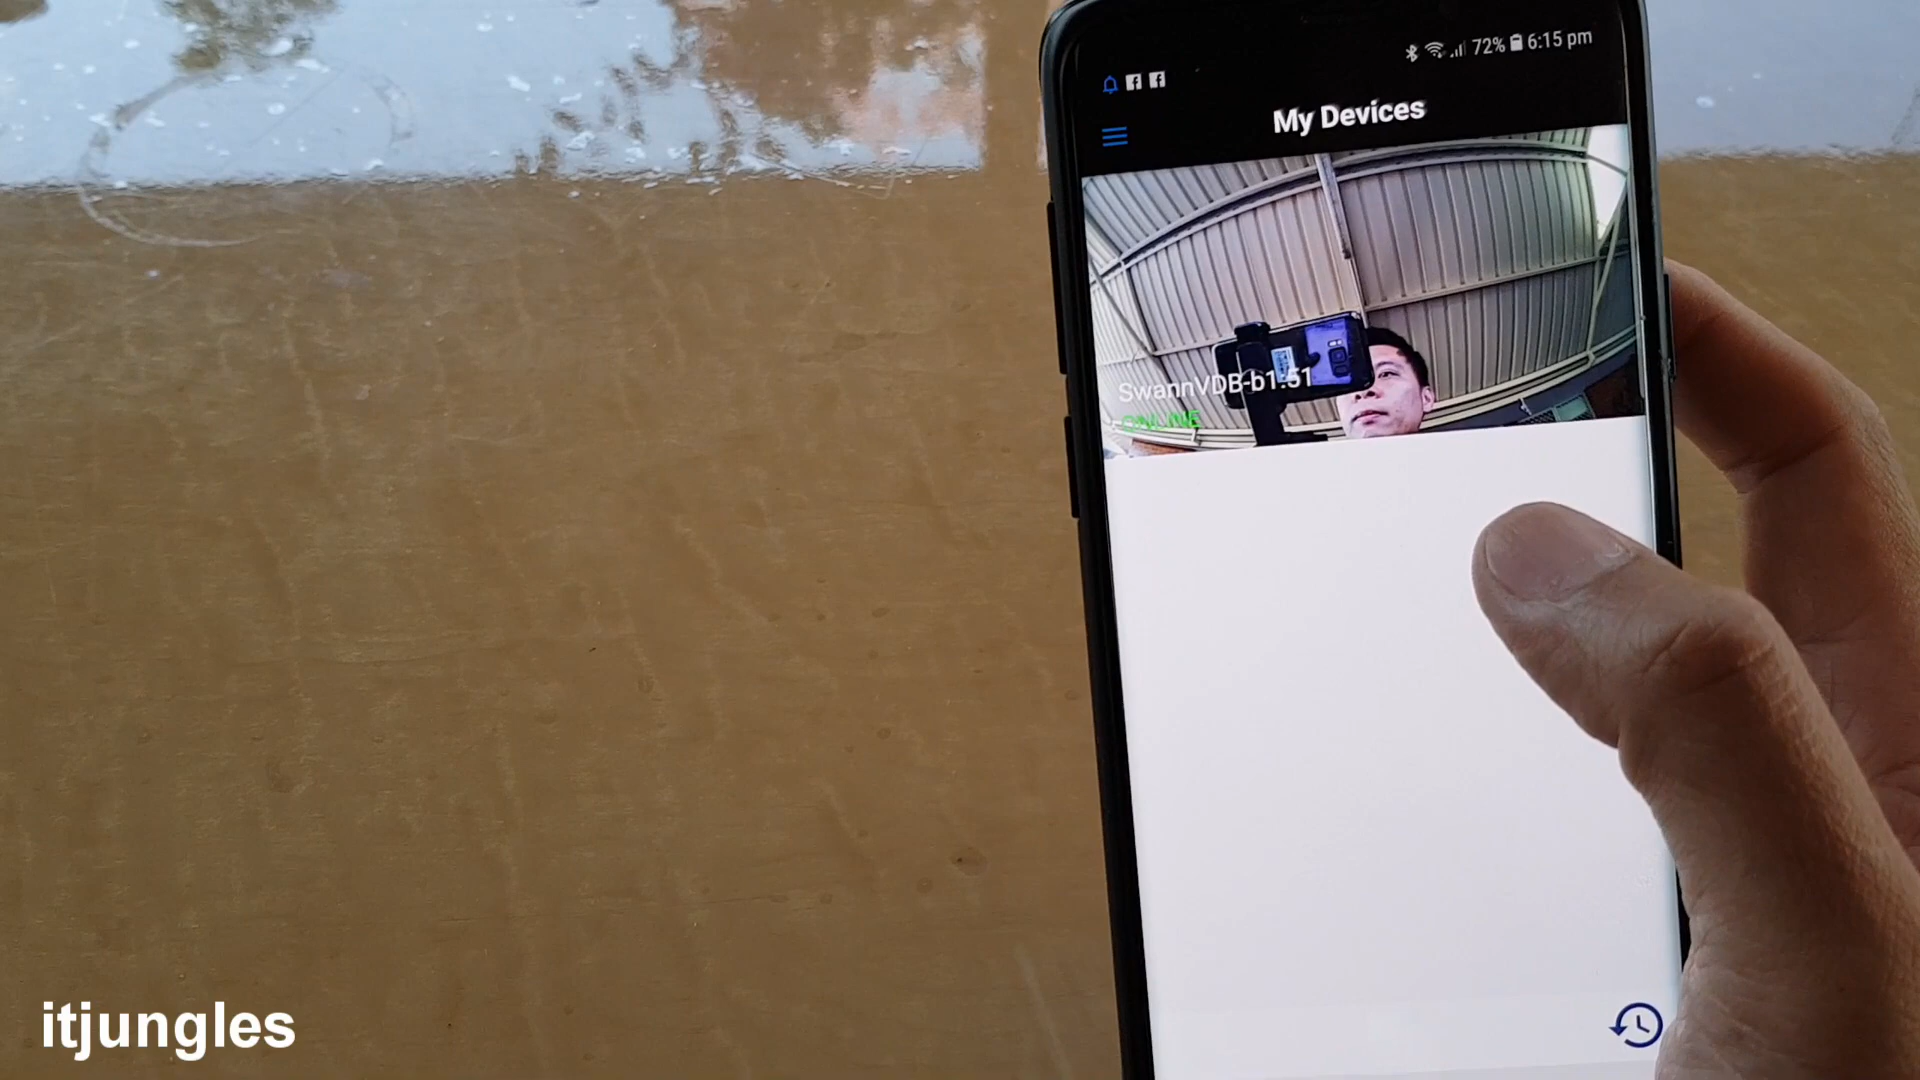 72% 6:15 pm
My Devices
SwannVDB-b1.51
ONLINE
itjungles